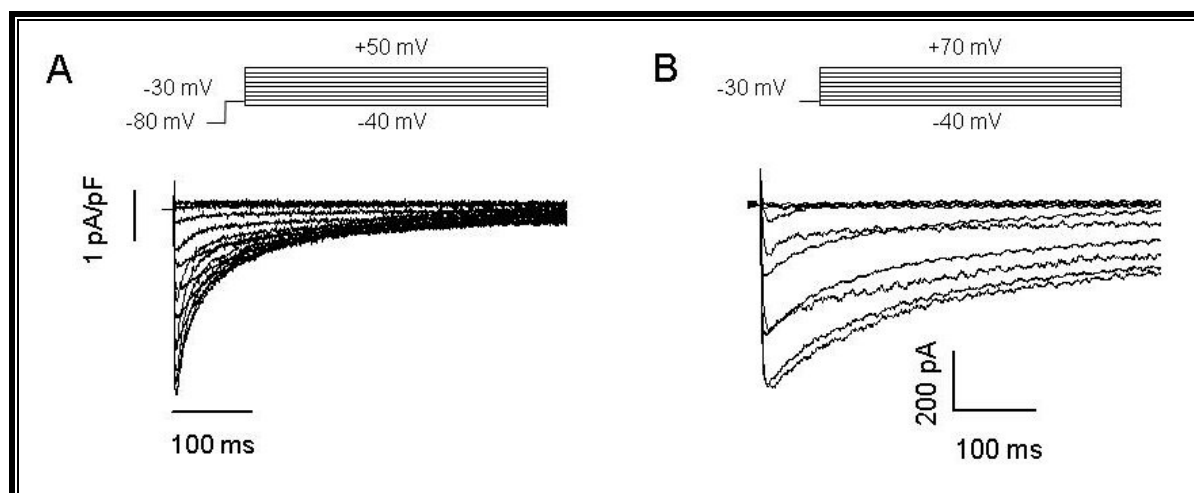 A
+50 mV
-30 mV
-80 mV
-40 mV
1 pA/pF
100 ms
B
+70 mV
-30 mV
-40 mV
200 pA
100 ms